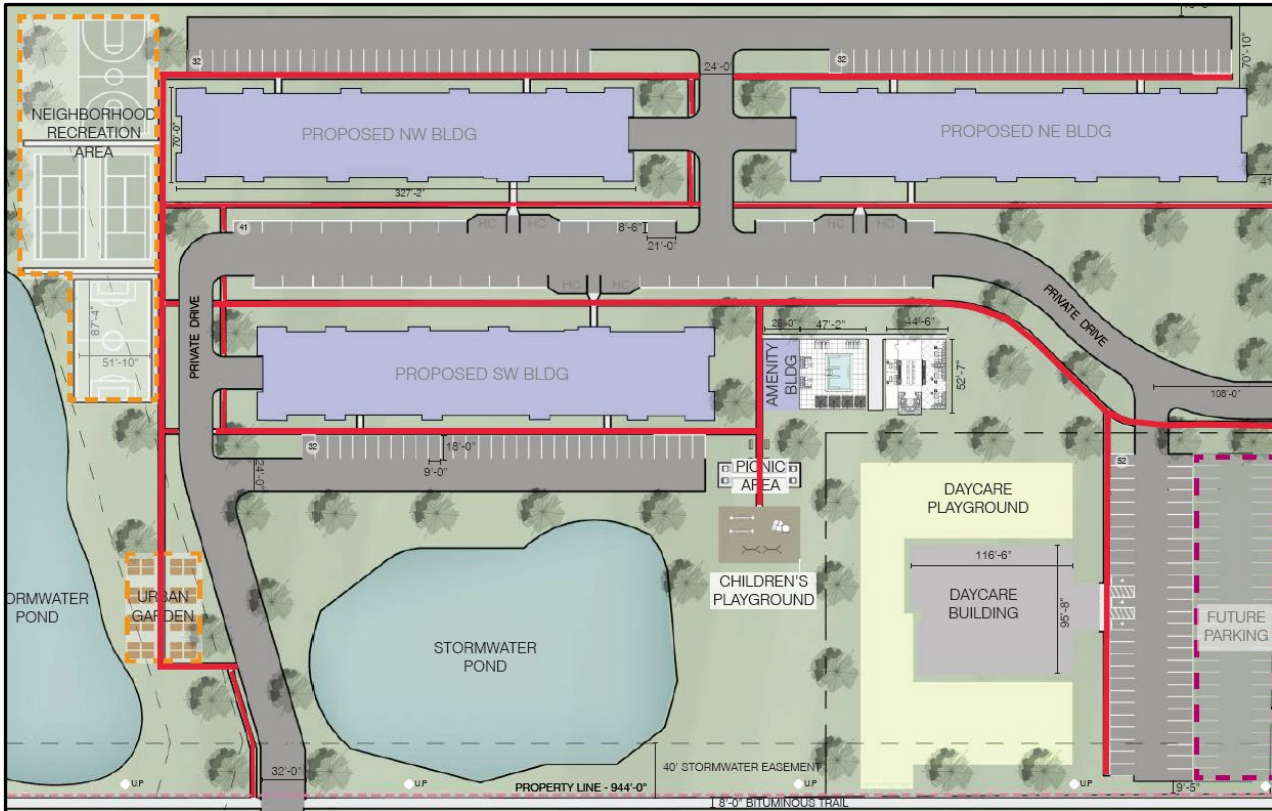 32
24'-0"
32
70'-10"
NEIGHBORHOOD
RECREATION
AREA
70'-0"
PROPOSED NW BLDG
PROPOSED NE BLDG
327'-2"
41
41
HC
HC
8'-6"
21'-0"
HC
HC
HC
HC
PRIVATE DRIVE
PRIVATE DRIVE
87'-4"
51'-10"
47'-2"
44'-6"
52'-7"
AMENITY
BLDG
PROPOSED SW BLDG
108'-0"
32
18'-0"
9'-0"
24'-0"
PICNIC
AREA
52
DAYCARE
PLAYGROUND
116'-6"
CHILDREN'S
PLAYGROUND
DAYCARE
BUILDING
95'-8"
FUTURE
PARKING
ORMWATER
POND
URBAN
GARDEN
STORMWATER
POND
40' STORMWATER EASEMENT
32'-0"
U.P
U.P
PROPERTY LINE - 944'-0"
U.P
U.P
9'-5"
8'-0" BITUMINOUS TRAIL